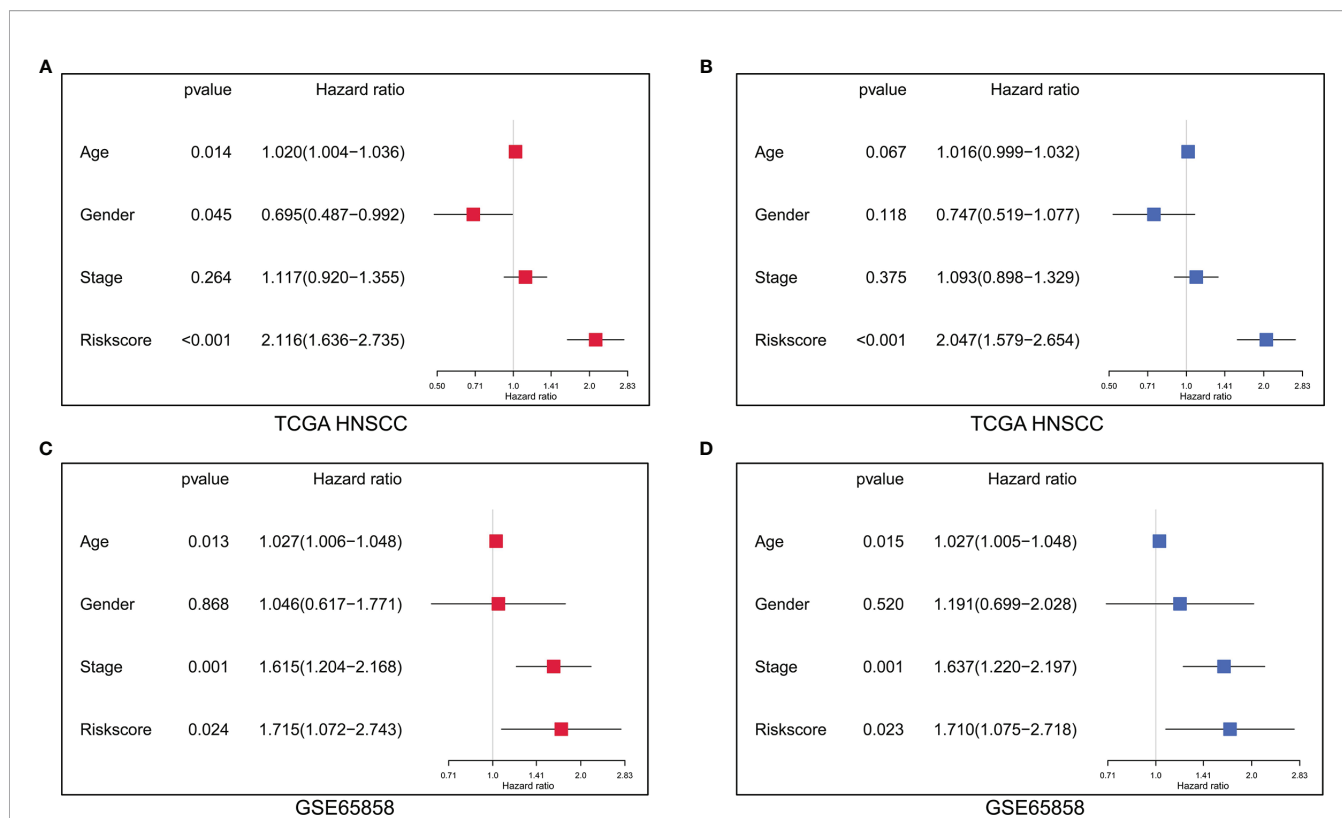 A
pvalue Hazard ratio
Age 0.014 1.020(1.004−1.036)
Gender 0.045 0.695(0.487−0.992)
Stage 0.264 1.117(0.920−1.355)
Riskscore <0.001 2.116(1.636−2.735)
0.50 0.71 1.0 1.41 2.0 2.83
Hazard ratio
TCGA HNSCC
B
pvalue Hazard ratio
Age 0.067 1.016(0.999−1.032)
Gender 0.118 0.747(0.519−1.077)
Stage 0.375 1.093(0.898−1.329)
Riskscore <0.001 2.047(1.579−2.654)
0.50 0.71 1.0 1.41 2.0 2.83
Hazard ratio
TCGA HNSCC
C
pvalue Hazard ratio
Age 0.013 1.027(1.006−1.048)
Gender 0.868 1.046(0.617−1.771)
Stage 0.001 1.615(1.204−2.168)
Riskscore 0.024 1.715(1.072−2.743)
0.71 1.0 1.41 2.0 2.83
Hazard ratio
GSE65858
D
pvalue Hazard ratio
Age 0.015 1.027(1.005−1.048)
Gender 0.520 1.191(0.699−2.028)
Stage 0.001 1.637(1.220−2.197)
Riskscore 0.023 1.710(1.075−2.718)
0.71 1.0 1.41 2.0 2.83
Hazard ratio
GSE65858